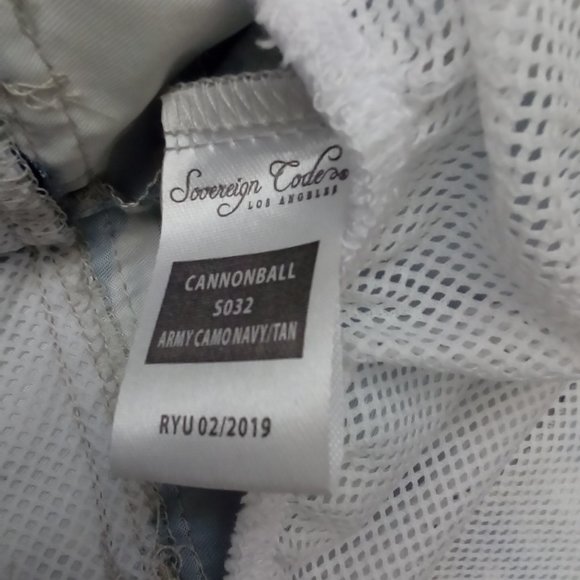 Sovereign Code®
LOS ANGELES
CANNONBALL
S032
ARMY CAMO NAVY/TAN
RYU 02/2019